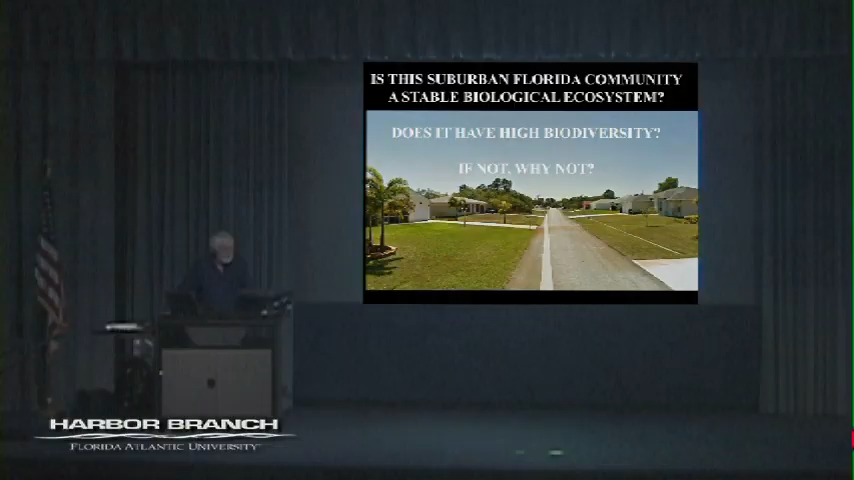 IS THIS SUBURBAN FLORIDA COMMUNITY
A STABLE BIOLOGICAL ECOSYSTEM?
DOES IT HAVE HIGH BIODIVERSITY?
IF NOT, WHY NOT?
HARBOR BRANCH
FLORIDA ATLANTIC UNIVERSITY